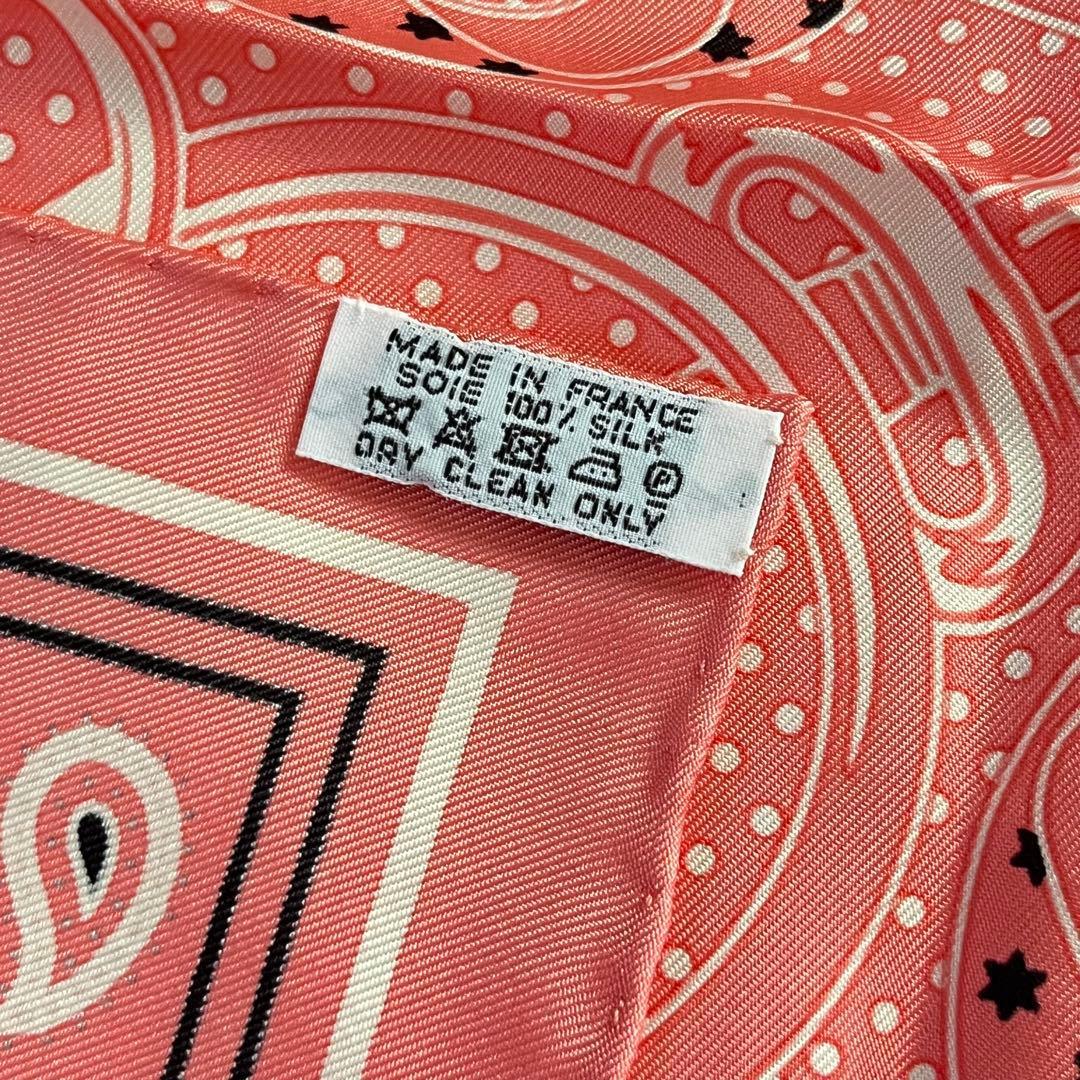 MADE IN FRANCE
SOIE 100% SILK
P
DRY CLEAN ONLY